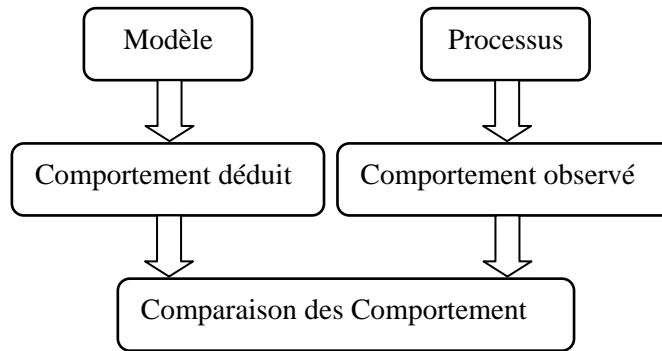 Modèle
Processus
Comportement déduit
Comportement observé
Comparaison des Comportement